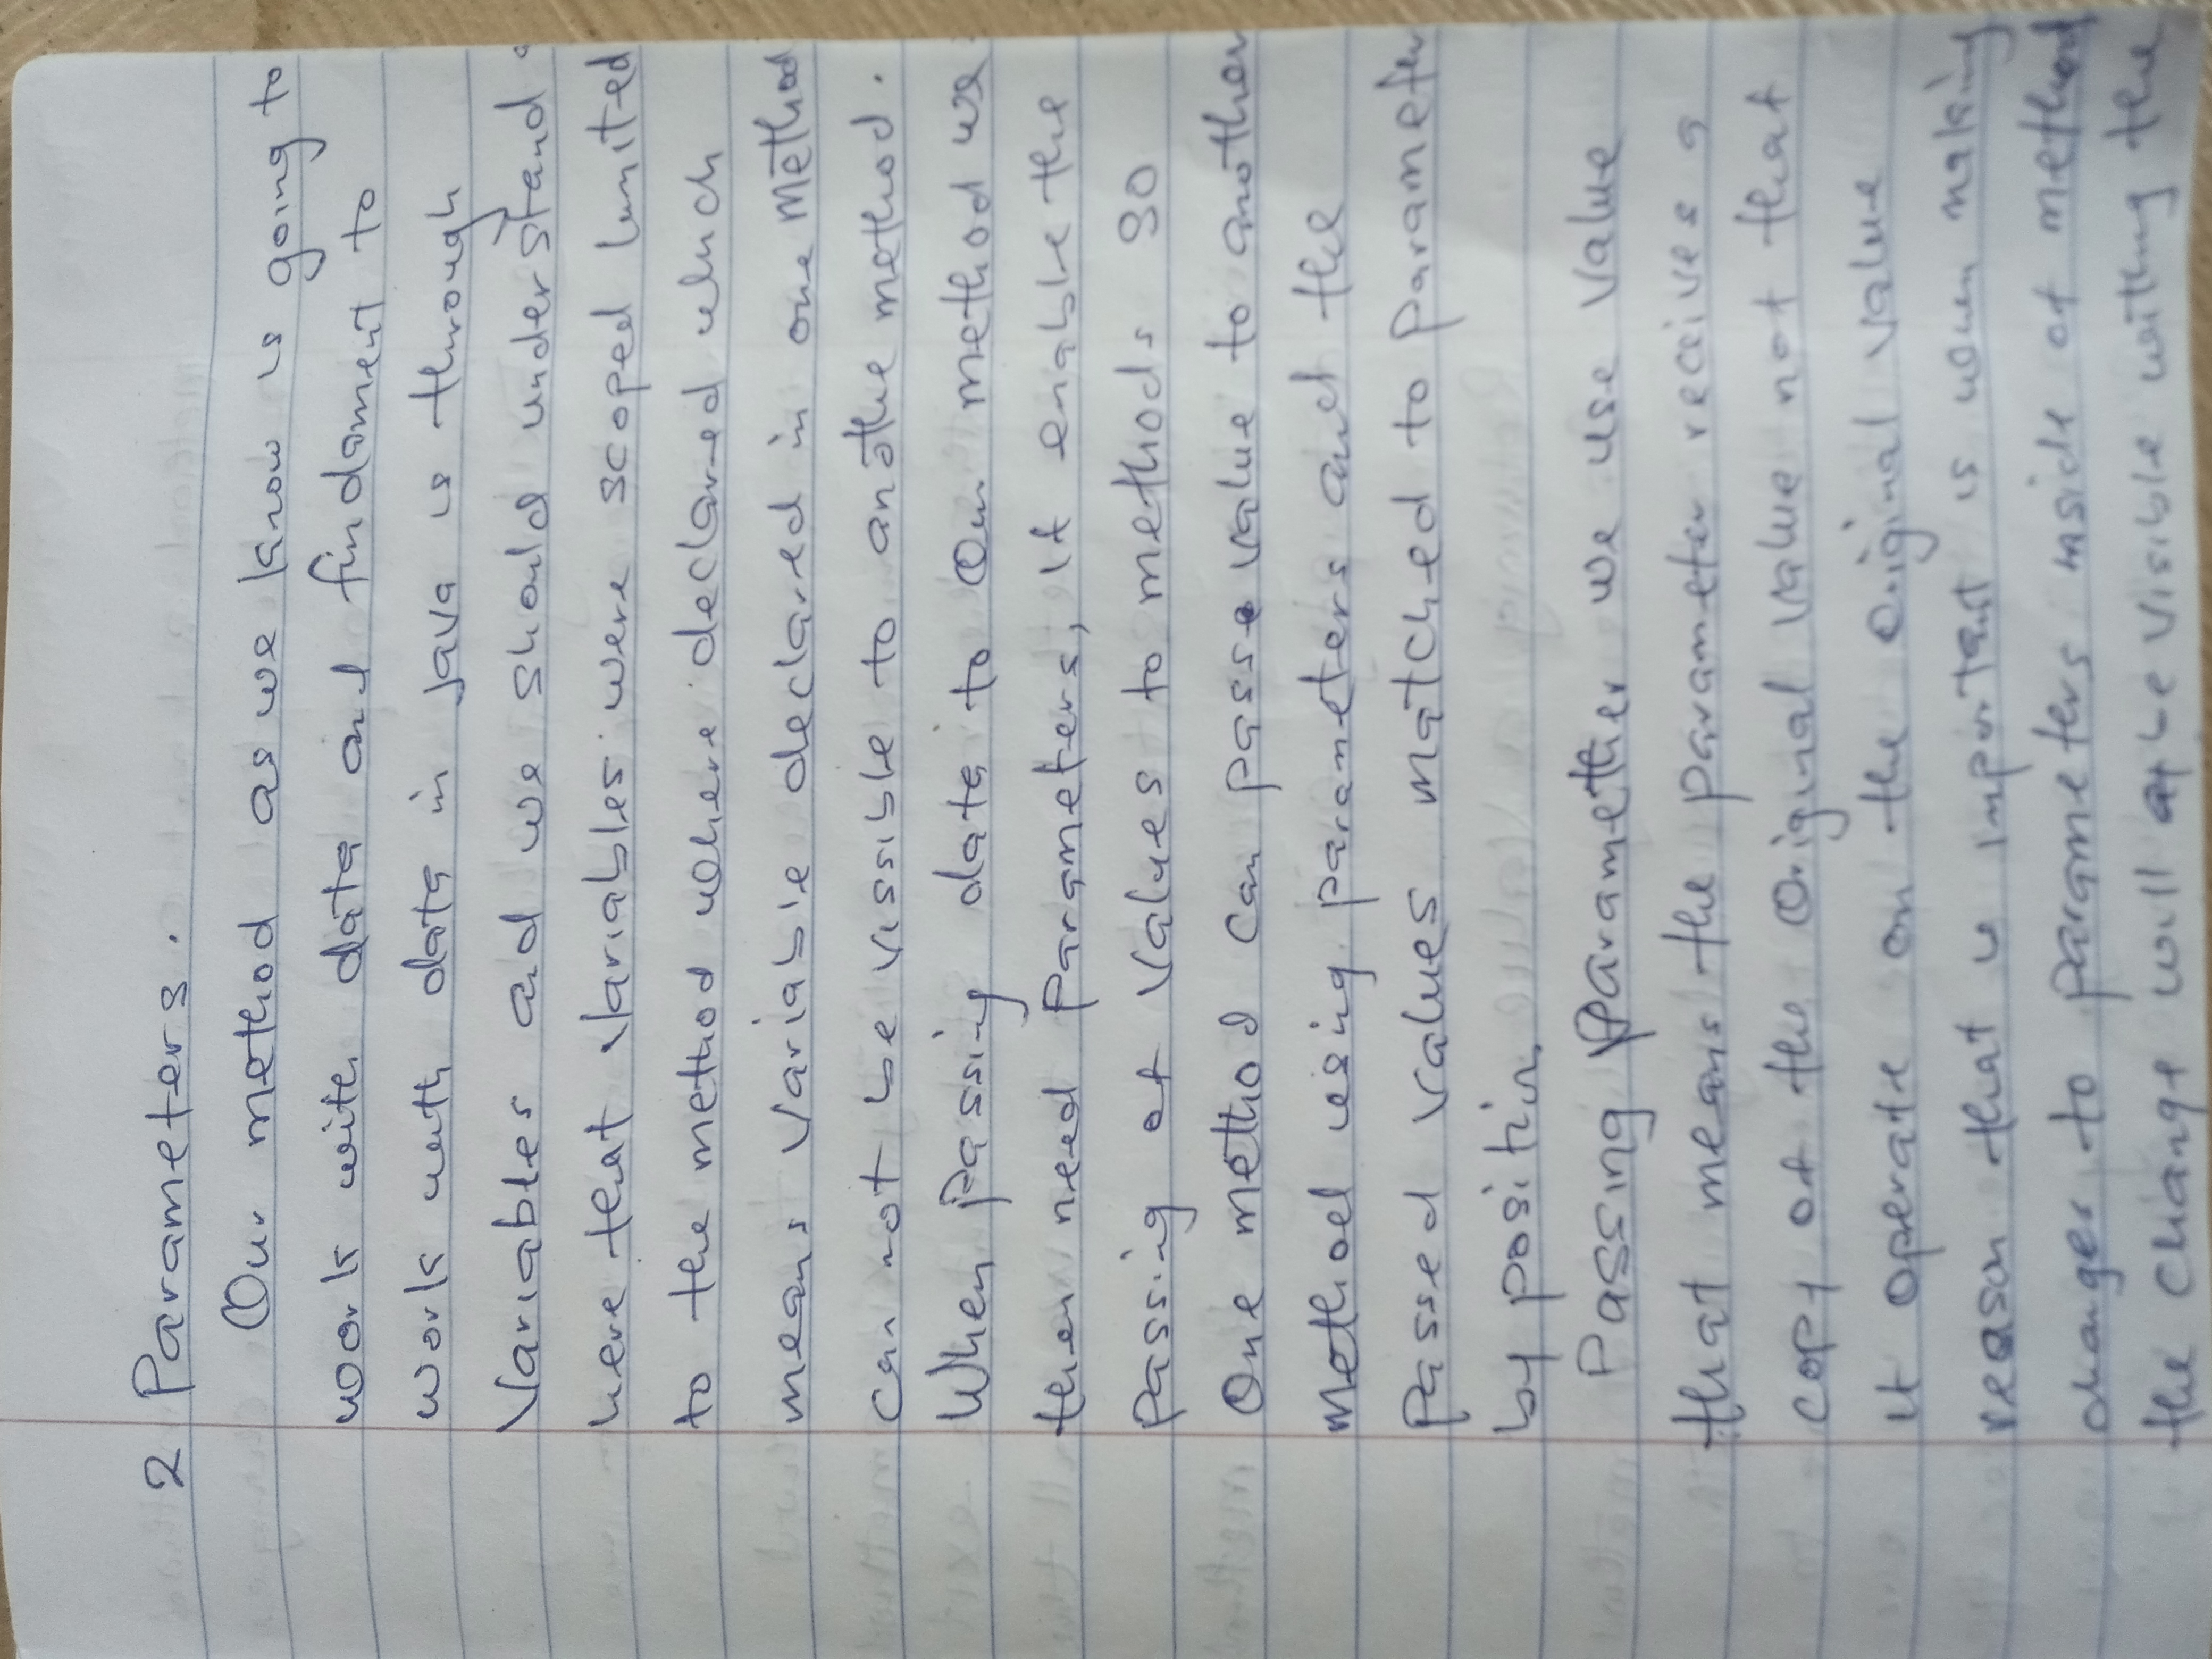 2 Parameters.
Our method as we know is going to
work with data and fundament to
work with data in java is through
Variables and we should understand
here that variables were scoped limited
to the method where declared which
means variable declared in one method
can not be vissible to anothe method.
When passing data to our method we
then need parameters, it enable the
passing of values to methods so
One method can passe value to another
method using parameters and the
passed values matched to parameter
by position.
Passing parametter we use value
that means the parameter receives a
copy of the original value not that
it operate on the original value
reason that is important is when making
changes to parameters inside of method
the change will be visible withing the